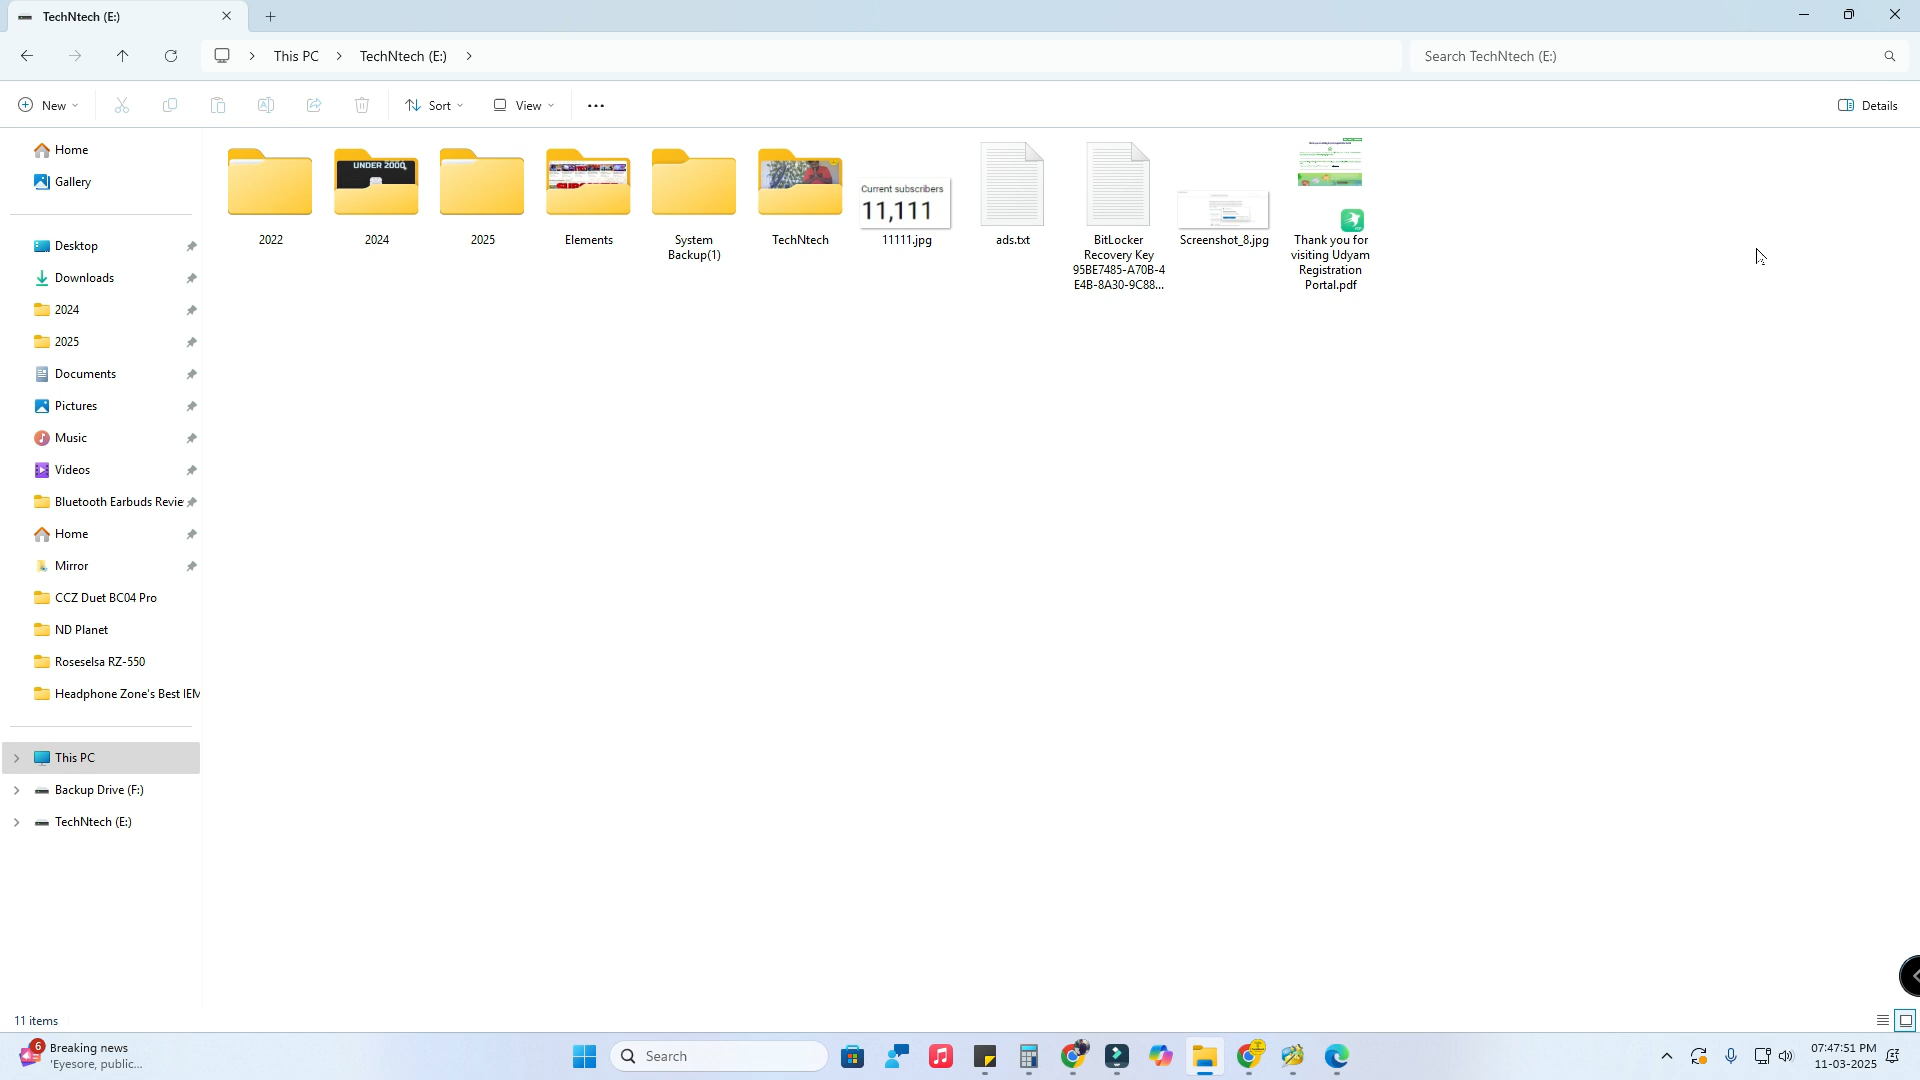 TechNtech (E:)
This PC
TechNtech (E:)
Search TechNtech (E:)
New
Sort
View
Details
Home
Gallery
Desktop
Downloads
2024
2025
Documents
Pictures
Music
Videos
Bluetooth Earbuds Revie
Home
Mirror
CCZ Duet BC04 Pro
ND Planet
Roseselsa RZ-550
Headphone Zone's Best IEM
This PC
Backup Drive (F:)
TechNtech (E:)
UNDER 2000
Current subscribers
11,111
2022
2024
2025
Elements
System
Backup(1)
TechNtech
11111.jpg
ads.txt
BitLocker
Recovery Key
95BE7485-A70B-4
E4B-8A30-9C88...
Screenshot_8.jpg
Thank you for
visiting Udyam
Registration
Portal.pdf
11 items
6
Breaking news
'Eyesore, public...
Search
07:47:51 PM
11-03-2025